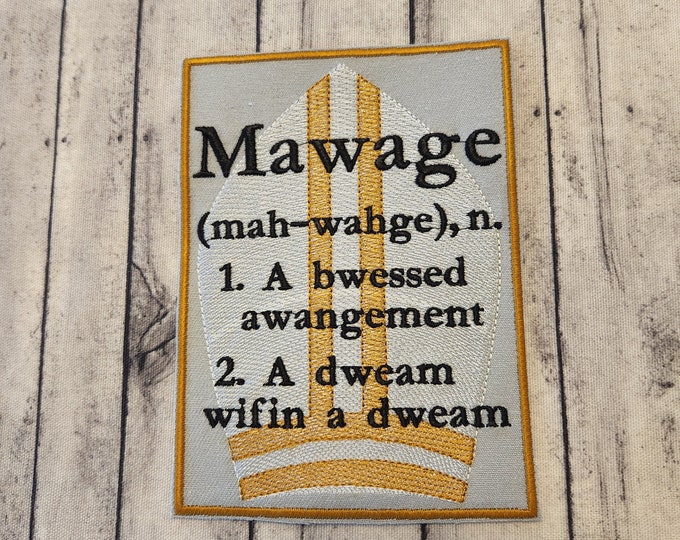 Mawage
(mah-wahge), n.
1. A bwessed
awangement
2. A dweam
wifin a dweam